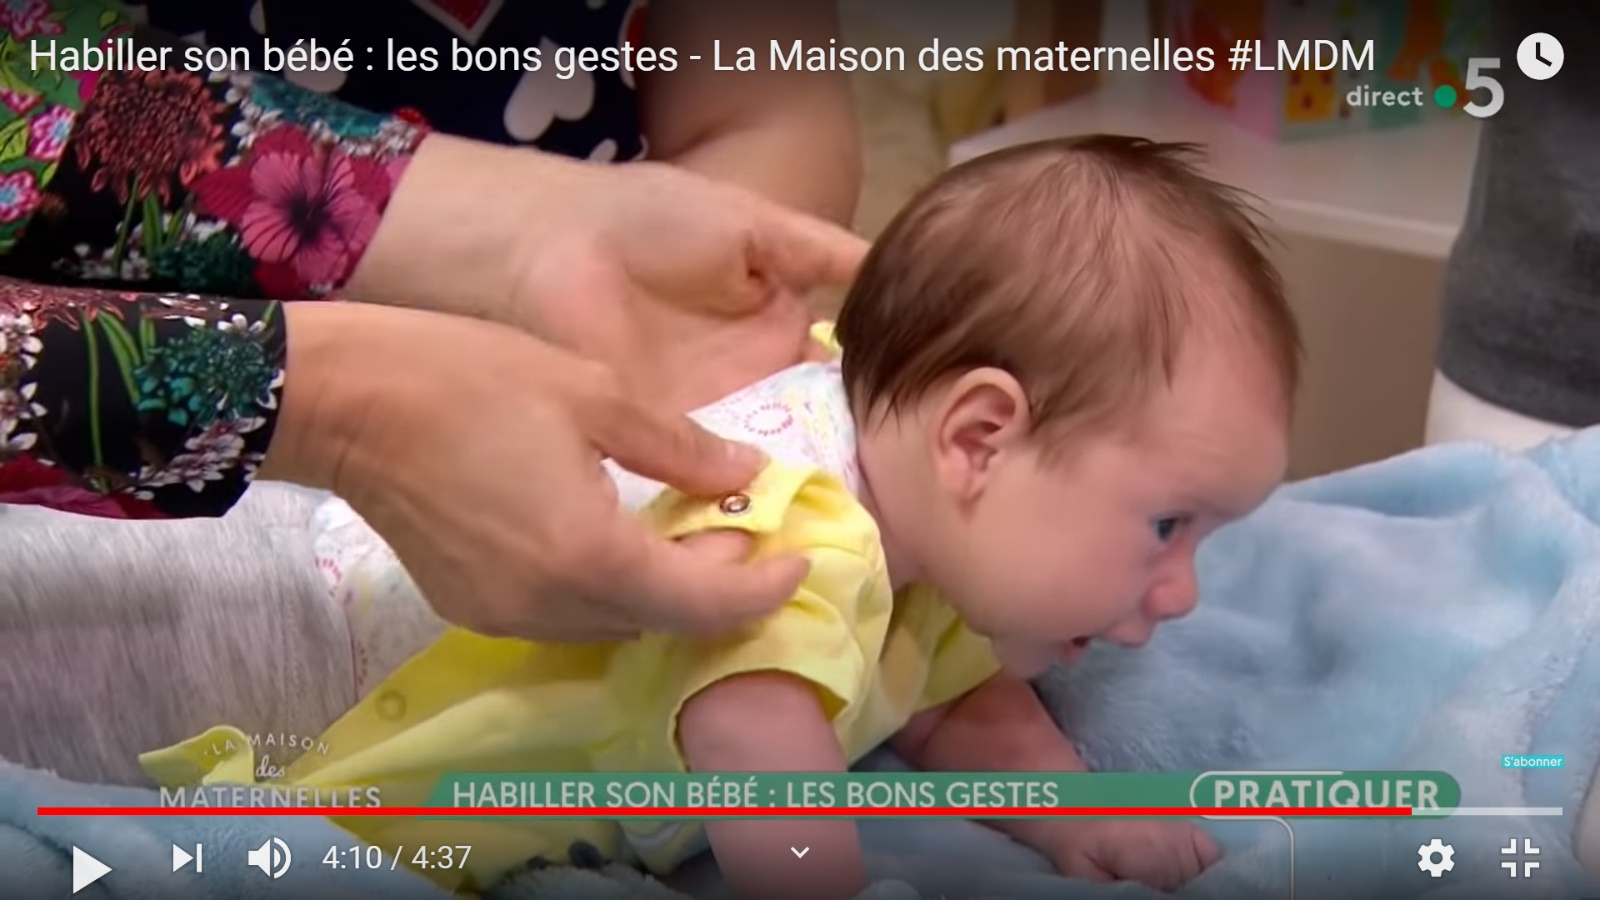 Habiller son bébé : les bons gestes - La Maison des maternelles #LMDM
direct 5
S'abonner
LA MAISON
des
MATERNELLES
HABILLER SON BÉBÉ : LES BONS GESTES
PRATIQUER
4:10 / 4:37